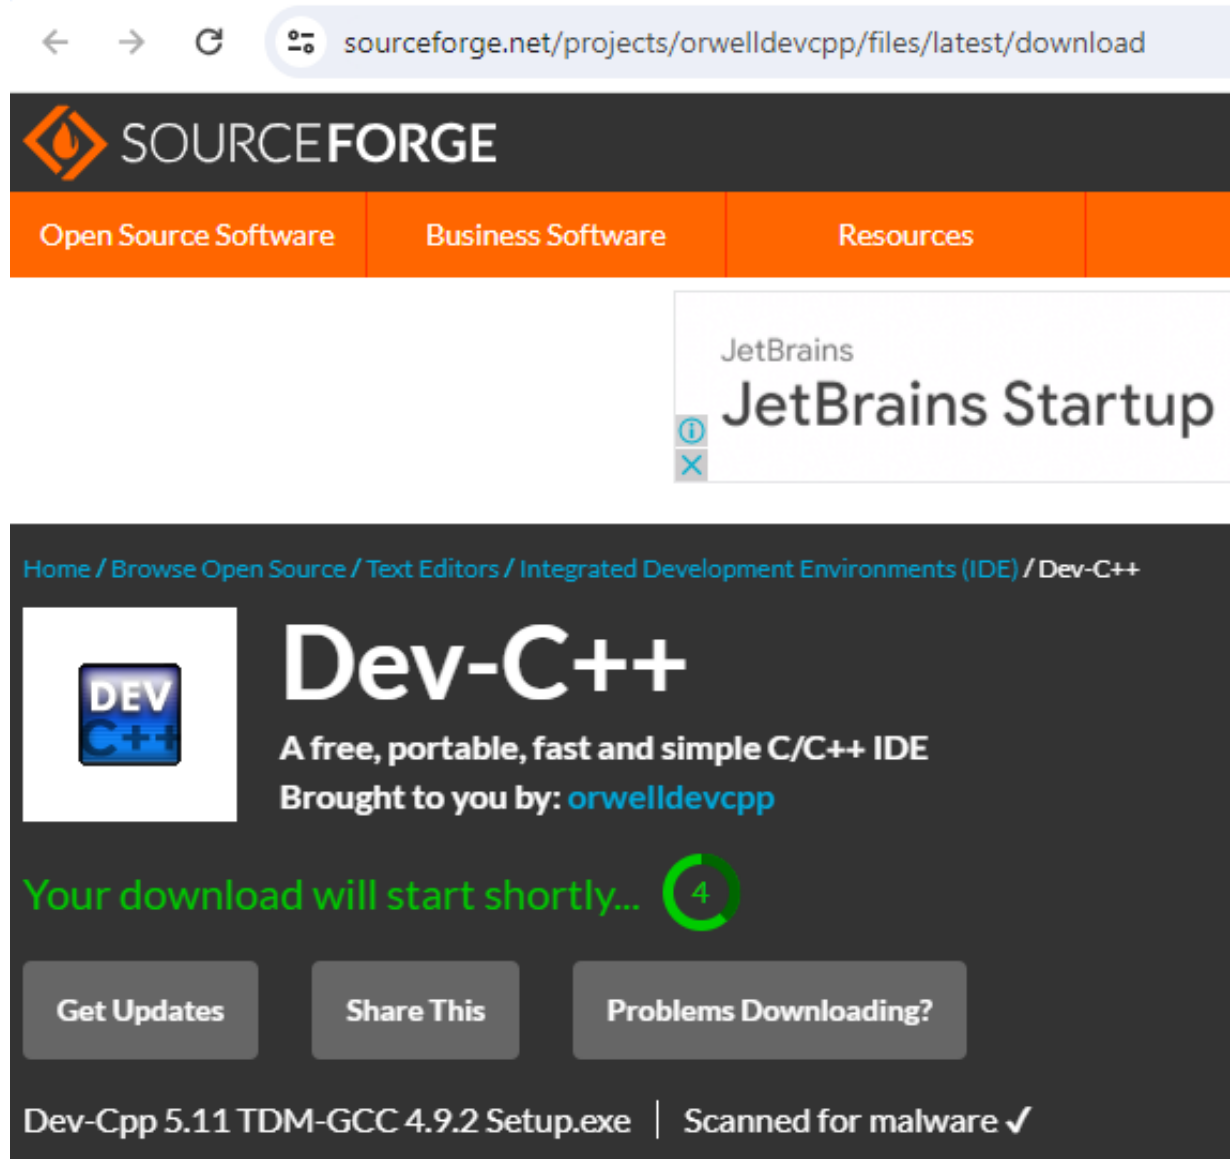 sourceforge.net/projects/orwelldevcpp/files/latest/download
SOURCEFORGE
Open Source Software
Business Software
Resources
JetBrains
JetBrains Startup
Home / Browse Open Source / Text Editors / Integrated Development Environments (IDE) / Dev-C++
DEV
C++
Dev-C++
A free, portable, fast and simple C/C++ IDE
Brought to you by: orwelldevcpp
Your download will start shortly... 4
Get Updates
Share This
Problems Downloading?
Dev-Cpp 5.11 TDM-GCC 4.9.2 Setup.exe | Scanned for malware ✓